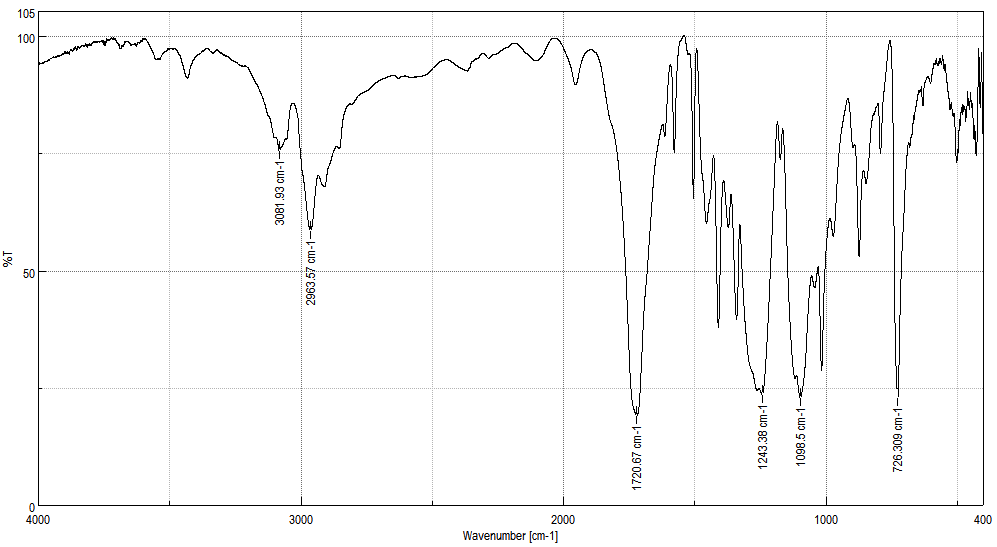 105
100
%T
50
0
3081.93 cm-1
2963.57 cm-1
1720.67 cm-1
1243.38 cm-1
1098.5 cm-1
726.309 cm-1
4000 3000 2000 1000 400
Wavenumber [cm-1]